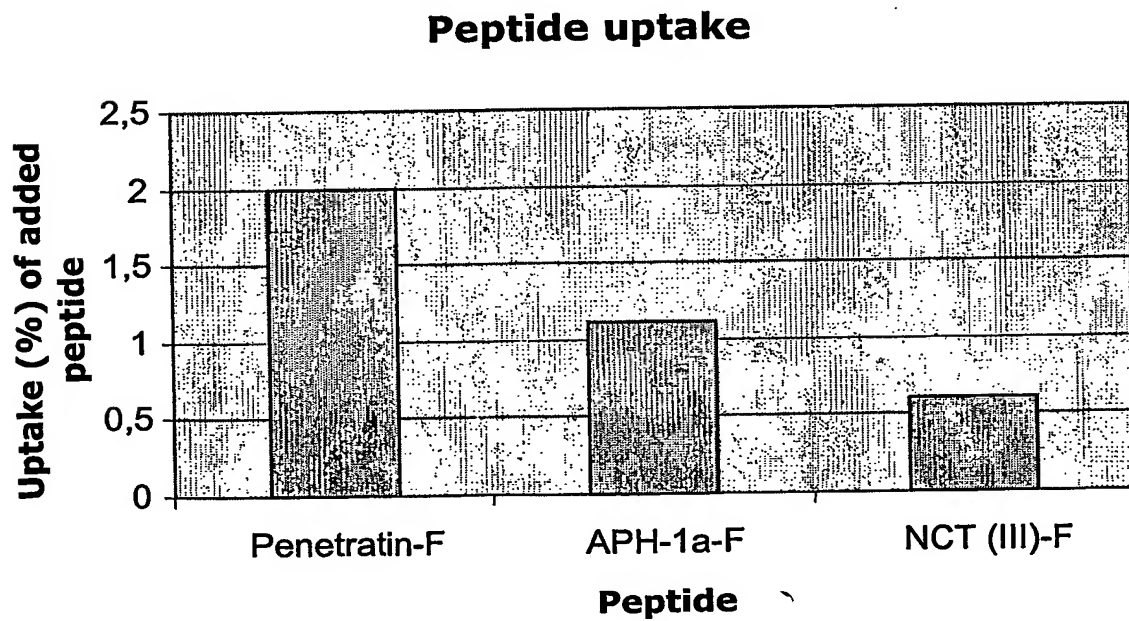 Peptide uptake
Uptake (%) of added
peptide
2,5
2
1,5
1
0,5
0
Penetratin-F
APH-1a-F
NCT (III)-F
Peptide